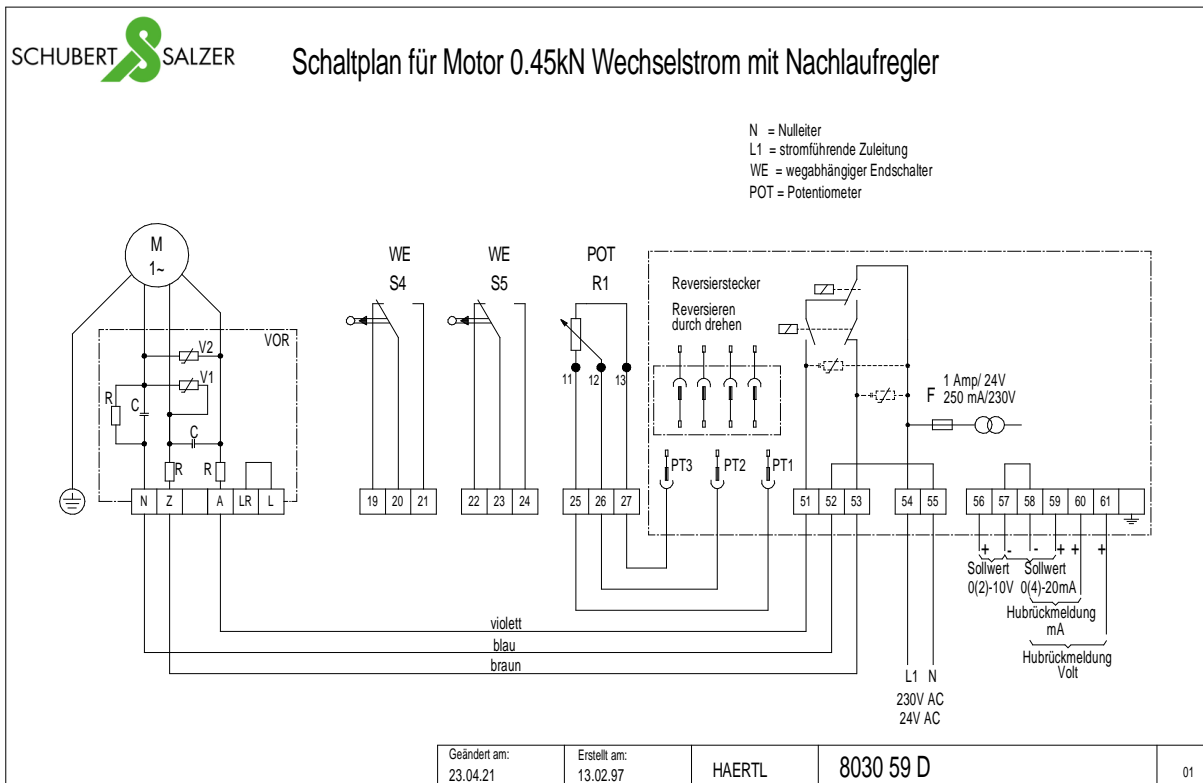 SCHUBERT SALZER
Schaltplan für Motor 0.45kN Wechselstrom mit Nachlaufregler
N = Nulleiter
L1 = stromführende Zuleitung
WE = wegabhängiger Endschalter
POT = Potentiometer
M
1~
WE
S4
WE
S5
POT
R1
Reversierstecker
Reversieren
durch drehen
VOR
V2
V1
R
C
C
R
R
11
12
13
F
1 Amp/ 24V
250 mA/230V
PT3
PT2
PT1
N Z A LR L
19 20 21
22 23 24
25 26 27
51 52 53
54 55
56 57 58 59 60 61
+ - - + + +
Sollwert
0(2)-10V
Sollwert
0(4)-20mA
Hubrückmeldung
mA
Hubrückmeldung
Volt
violett
blau
braun
L1 N
230V AC
24V AC
Geändert am:
23.04.21
Erstellt am:
13.02.97
HAERTL
8030 59 D
01